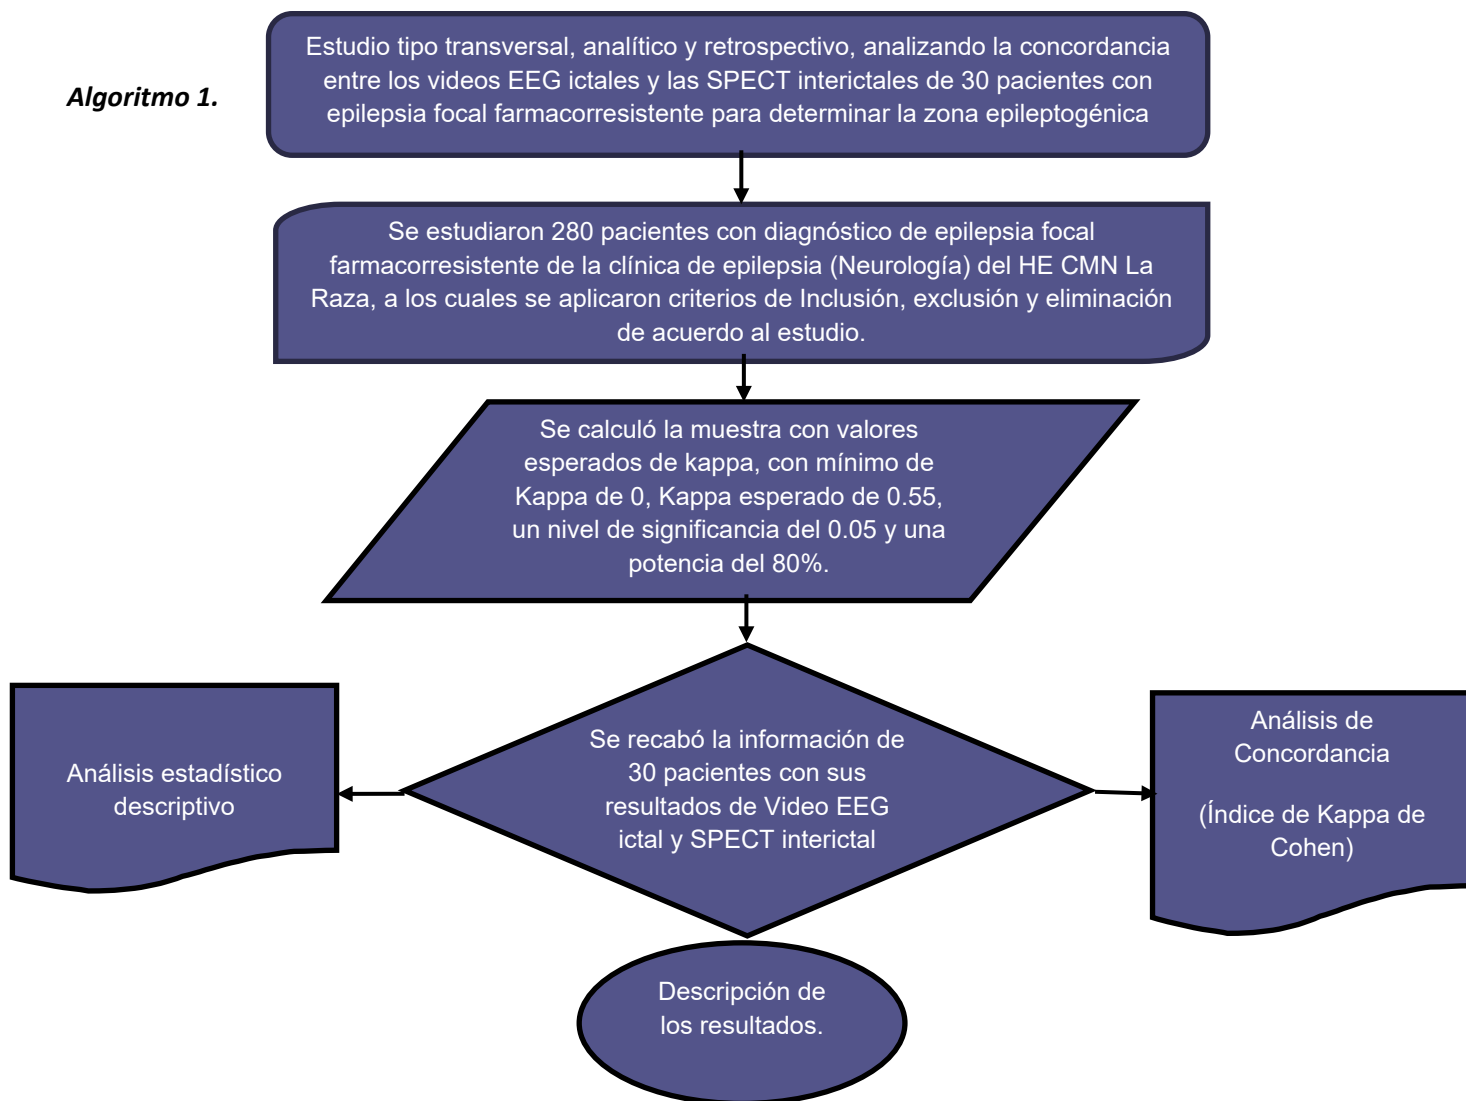 Estudio tipo transversal, analítico y retrospectivo, analizando la concordancia
entre los videos EEG ictales y las SPECT interictales de 30 pacientes con
epilepsia focal farmacorresistente para determinar la zona epileptogénica
Algoritmo 1.
Se estudiaron 280 pacientes con diagnóstico de epilepsia focal
farmacorresistente de la clínica de epilepsia (Neurología) del HE CMN La
Raza, a los cuales se aplicaron criterios de Inclusión, exclusión y eliminación
de acuerdo al estudio.
Se calculó la muestra con valores
esperados de kappa, con mínimo de
Kappa de 0, Kappa esperado de 0.55,
un nivel de significancia del 0.05 y una
potencia del 80%.
Se recabó la información de
30 pacientes con sus
resultados de Video EEG
ictal y SPECT interictal
Análisis estadístico
descriptivo
Análisis de
Concordancia
(Índice de Kappa de
Cohen)
Descripción de
los resultados.